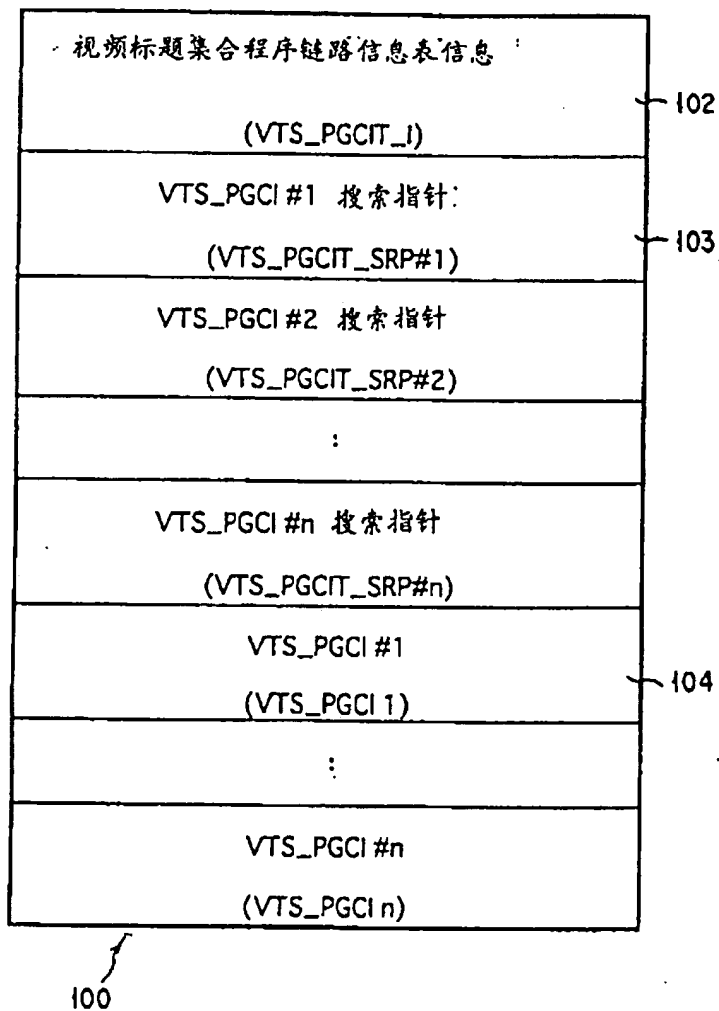 视频标题集合程序链路信息表信息
(VTS_PGCIT_I)
102
VTS_PGCI #1 搜索指针:
(VTS_PGCIT_SRP#1)
103
VTS_PGCI #2 搜索指针
(VTS_PGCIT_SRP#2)
:
VTS_PGCI #n 搜索指针
(VTS_PGCIT_SRP#n)
VTS_PGCI #1
(VTS_PGCI 1)
104
:
VTS_PGCI #n
(VTS_PGCI n)
100